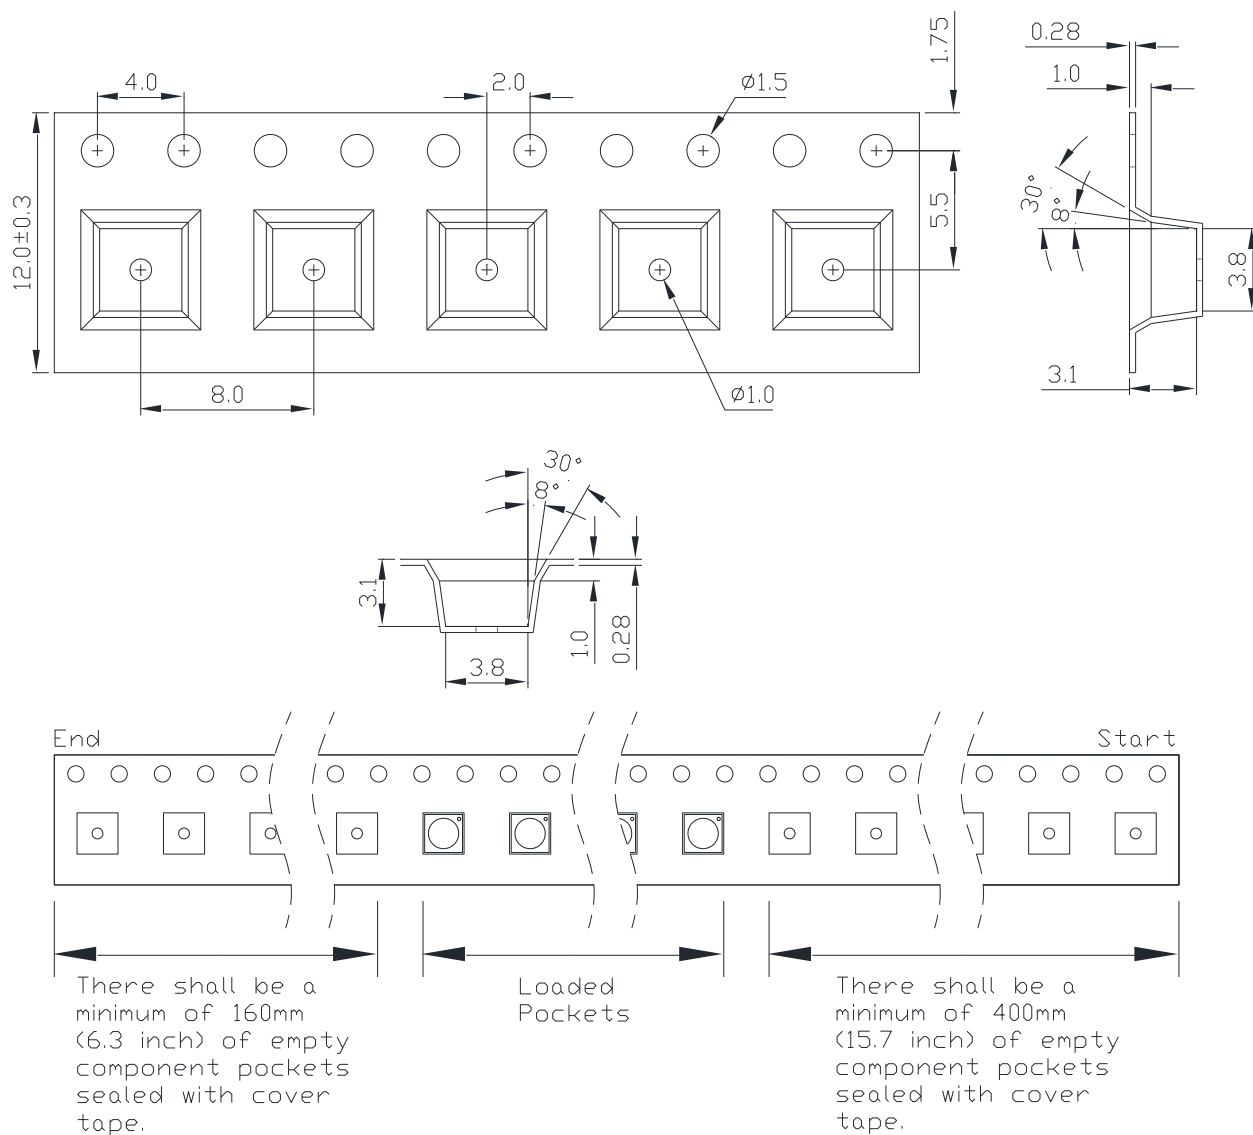 1.75
0.28
4.0
2.0
ø1.5
1.0
12.0±0.3
5.5
30°
8°
3.8
3.1
8.0
ø1.0
30°
8°
3.1
1.0
0.28
3.8
End
Start
There shall be a
minimum of 160mm
(6.3 inch) of empty
component pockets
sealed with cover
tape.
Loaded
Pockets
There shall be a
minimum of 400mm
(15.7 inch) of empty
component pockets
sealed with cover
tape.